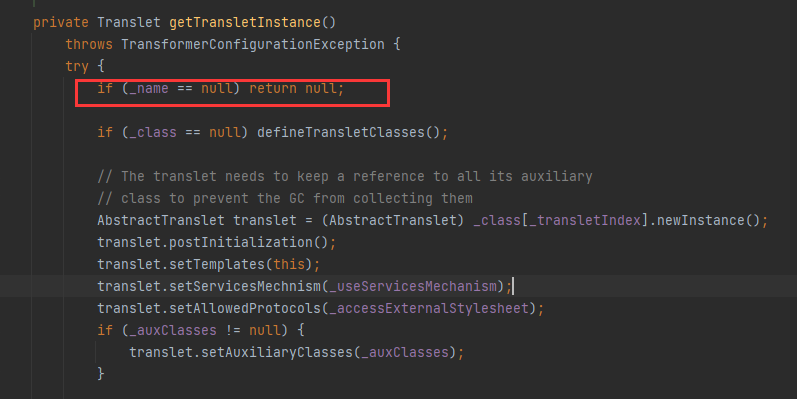 private Translet getTransletInstance()
throws TransformerConfigurationException {
try {
if (_name == null) return null;
if (_class == null) defineTransletClasses();
// The translet needs to keep a reference to all its auxiliary
// class to prevent the GC from collecting them
AbstractTranslet translet = (AbstractTranslet) _class[_transletIndex].newInstance();
translet.postInitialization();
translet.setTemplates(this);
translet.setServicesMechnism(_useServicesMechanism);
translet.setAllowedProtocols(_accessExternalStylesheet);
if (_auxClasses != null) {
translet.setAuxiliaryClasses(_auxClasses);
}